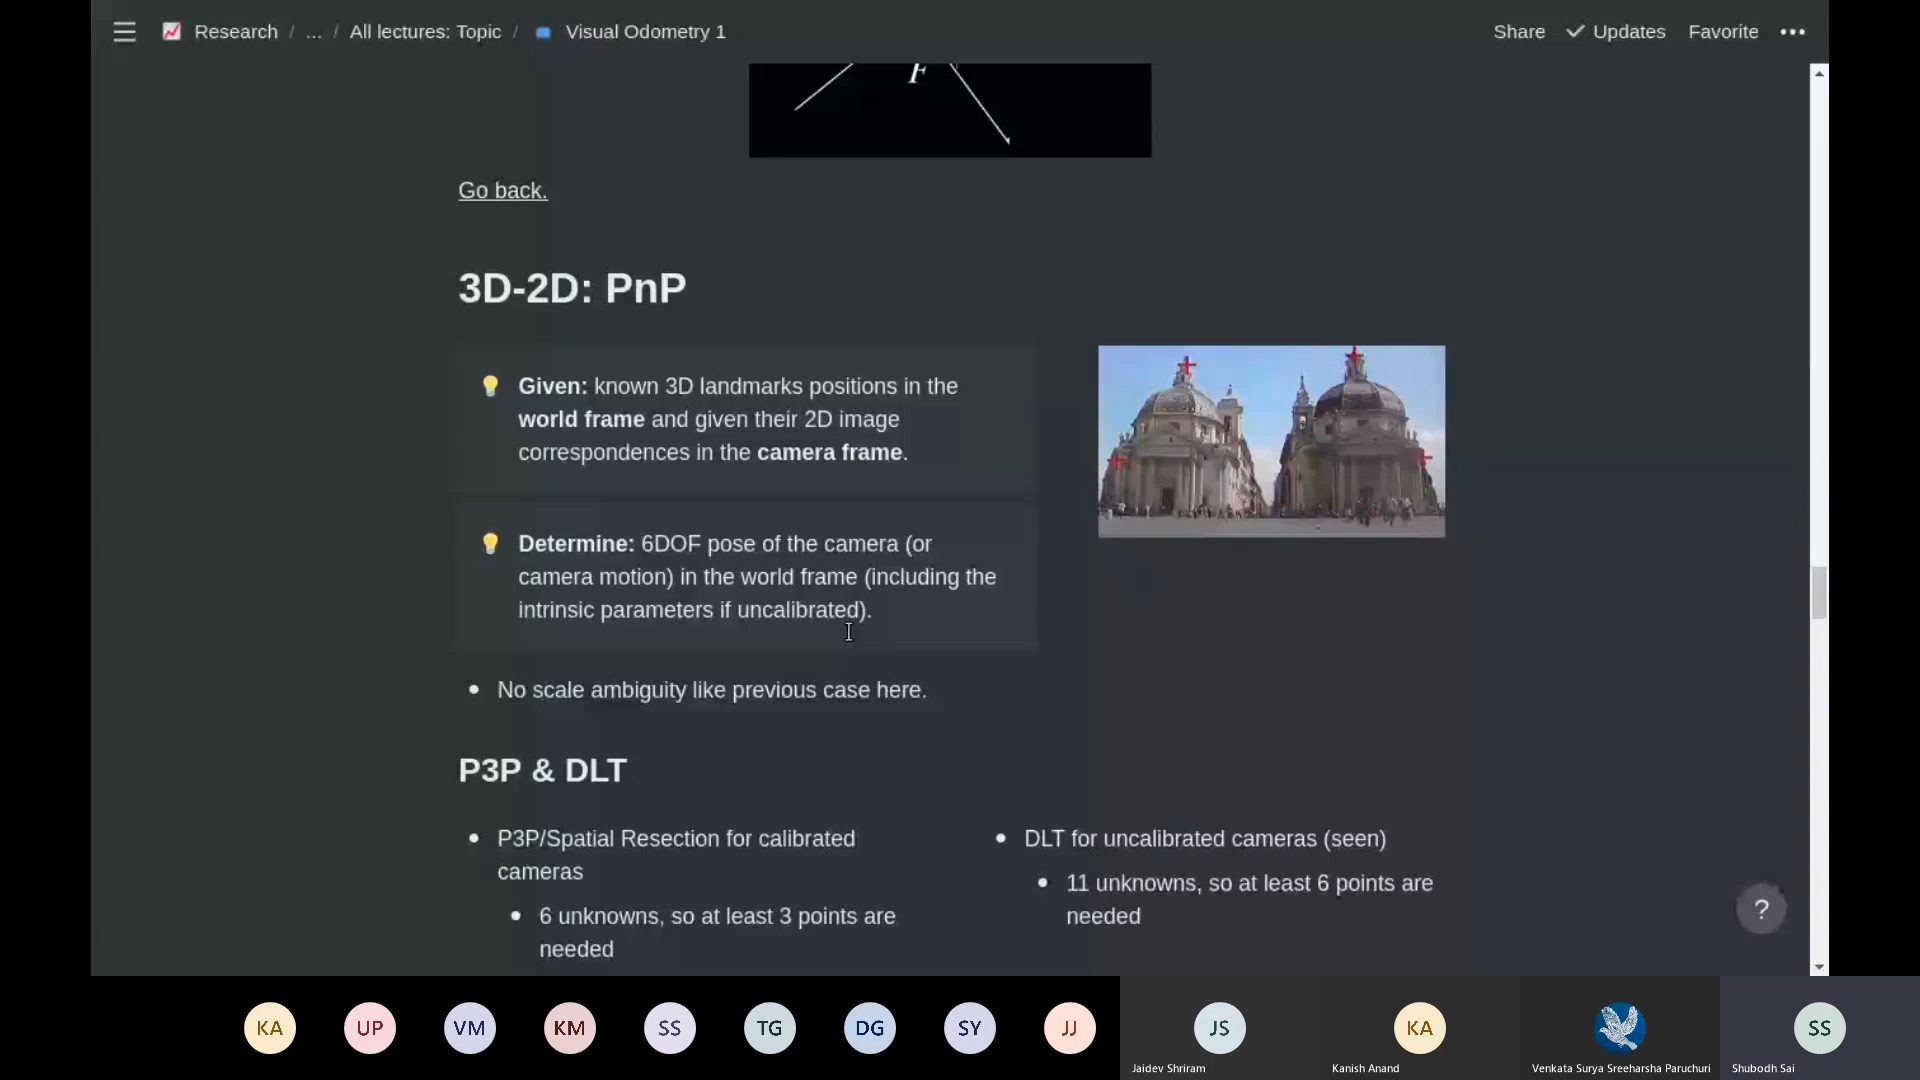 Research / ... / All lectures: Topic / Visual Odometry 1
Share Updates Favorite
F
Go back.
3D-2D: PnP
Given: known 3D landmarks positions in the
world frame and given their 2D image
correspondences in the camera frame.
Determine: 6DOF pose of the camera (or
camera motion) in the world frame (including the
intrinsic parameters if uncalibrated).
No scale ambiguity like previous case here.
P3P & DLT
P3P/Spatial Resection for calibrated
cameras
6 unknowns, so at least 3 points are
needed
DLT for uncalibrated cameras (seen)
11 unknowns, so at least 6 points are
needed
?
KA UP VM KM SS TG DG SY JJ JS KA SS
Jaidev Shriram Kanish Anand Venkata Surya Sreeharsha Paruchuri Shubodh Sai